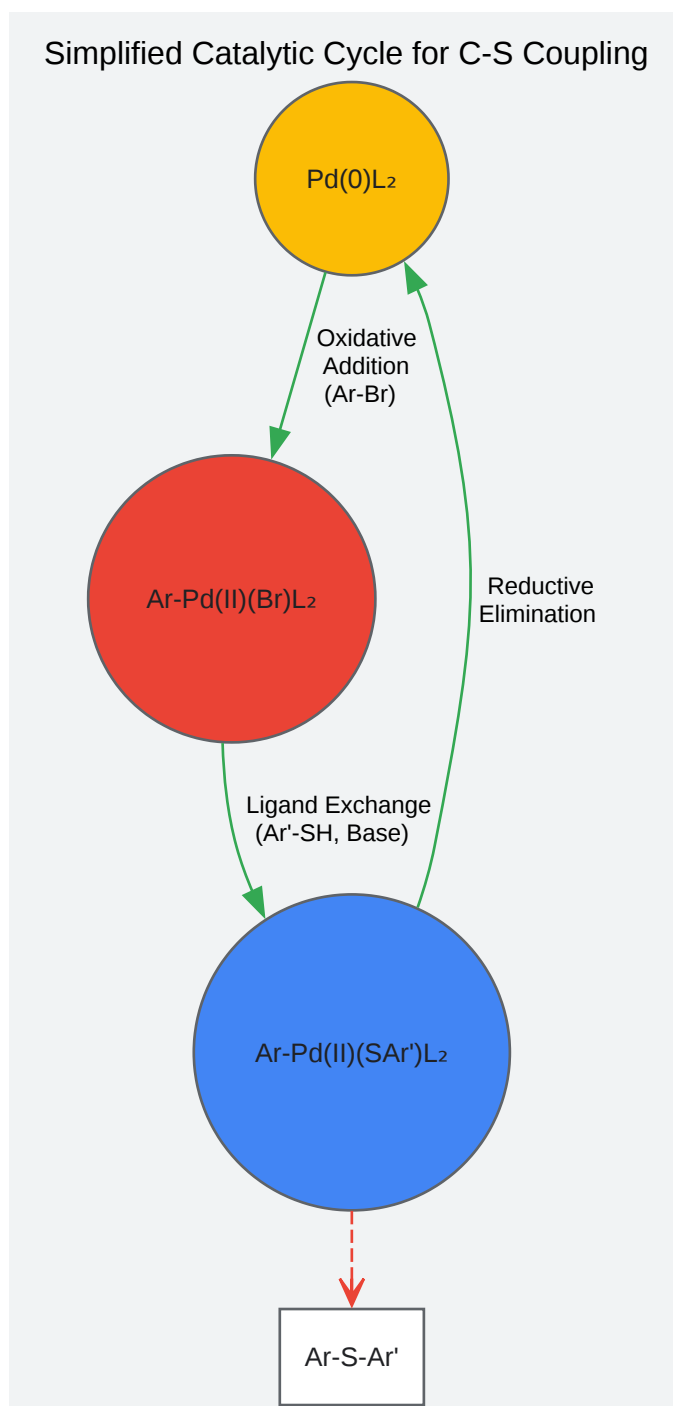 Simplified Catalytic Cycle for C-S Coupling
Pd(0)L₂
Oxidative
Addition
(Ar-Br)
Ar-Pd(II)(Br)L₂
Reductive
Elimination
Ligand Exchange
(Ar'-SH, Base)
Ar-Pd(II)(SAr')L₂
Ar-S-Ar'